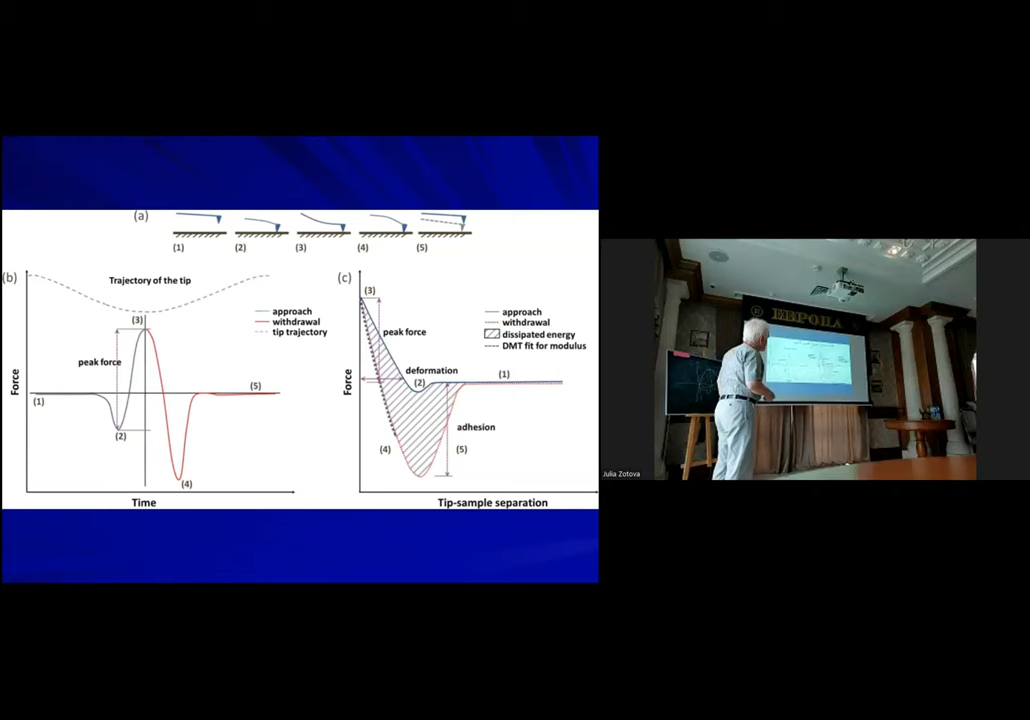 (a)
(1) (2) (3) (4) (5)
(b)
Trajectory of the tip
(3)
approach
withdrawal
tip trajectory
peak force
Force
(1)
(5)
(2)
(4)
Time
(c)
(3)
approach
withdrawal
dissipated energy
DMT fit for modulus
peak force
deformation
(2)
(1)
Force
adhesion
(4)
(5)
Tip-sample separation
ЕВРОПА
Julia Zotova